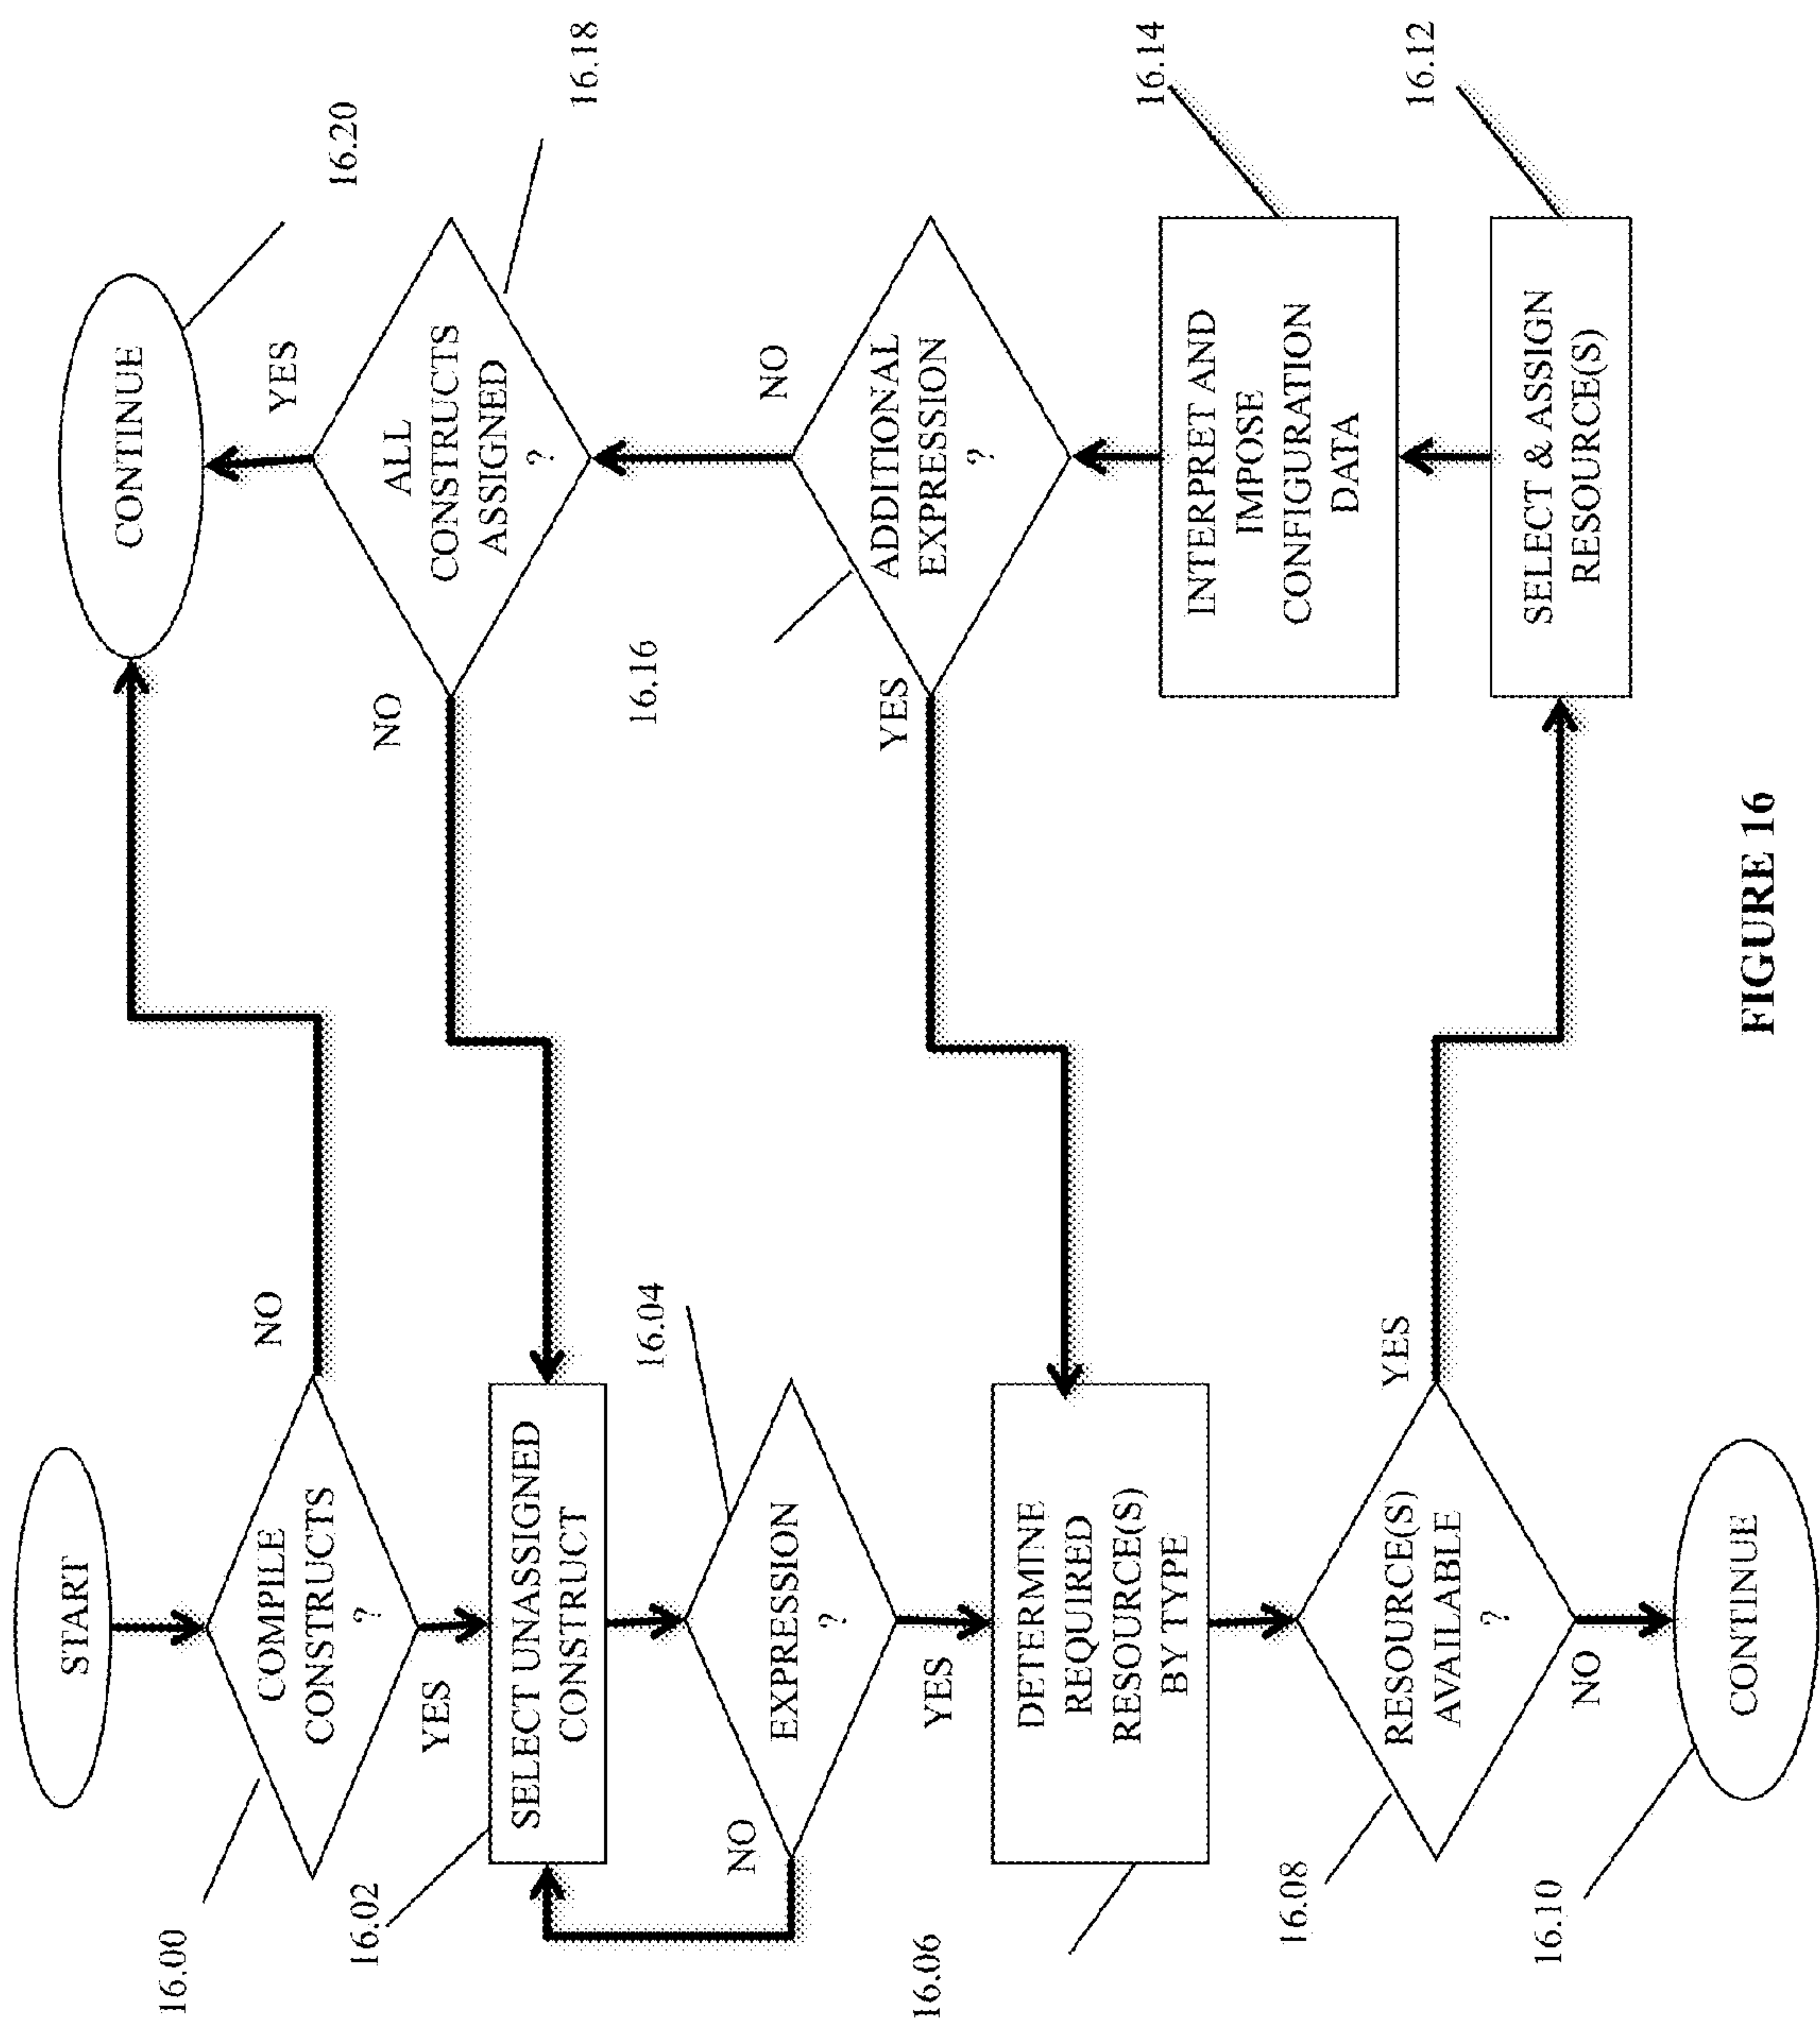 START
16.00
COMPILE
CONSTRUCTS
?
NO
YES
16.02
SELECT UNASSIGNED
CONSTRUCT
16.04
EXPRESSION
?
NO
YES
16.06
DETERMINE
REQUIRED
RESOURCE(S)
BY TYPE
16.08
RESOURCE(S)
AVAILABLE
?
YES
NO
16.10
CONTINUE
16.20
CONTINUE
YES
16.18
ALL
CONSTRUCTS
ASSIGNED
?
NO
NO
16.16
ADDITIONAL
EXPRESSION
?
YES
16.14
INTERPRET AND
IMPOSE
CONFIGURATION
DATA
16.12
SELECT & ASSIGN
RESOURCE(S)
FIGURE 16